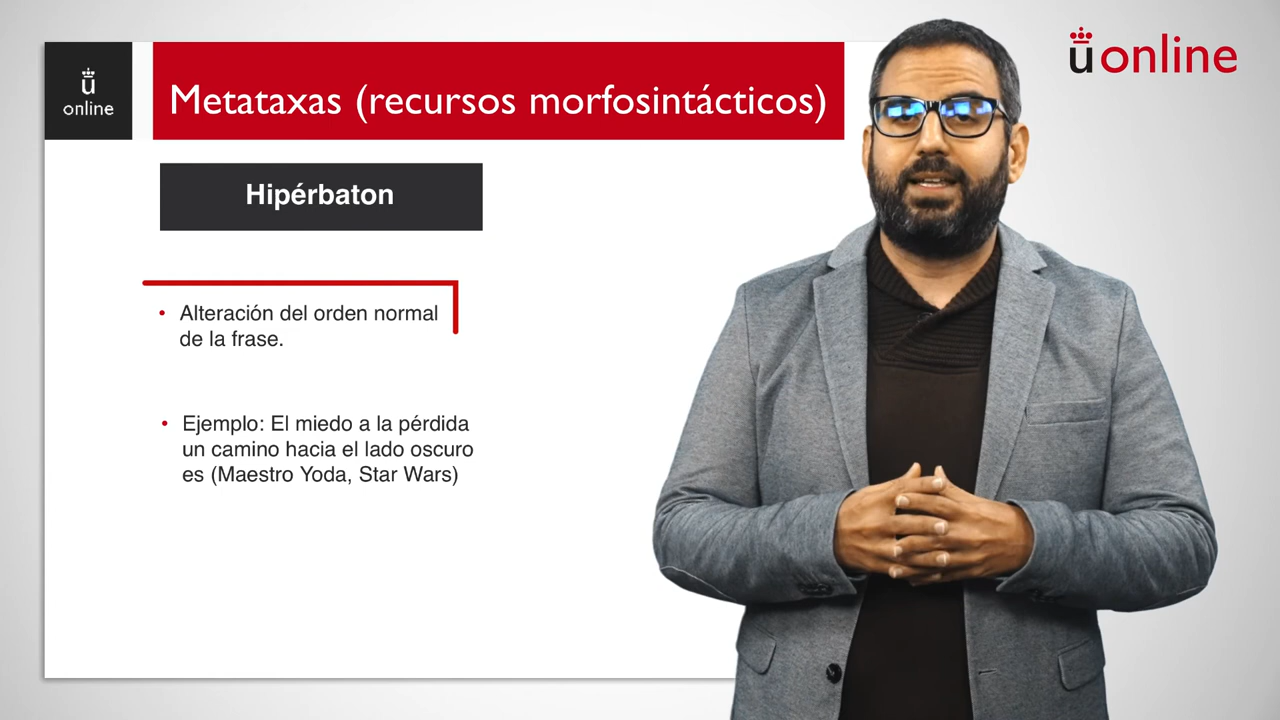 ü online
ü
online
Metataxas (recursos morfosintácticos)
Hipérbaton
• Alteración del orden normal
de la frase.
• Ejemplo: El miedo a la pérdida
un camino hacia el lado oscuro
es (Maestro Yoda, Star Wars)